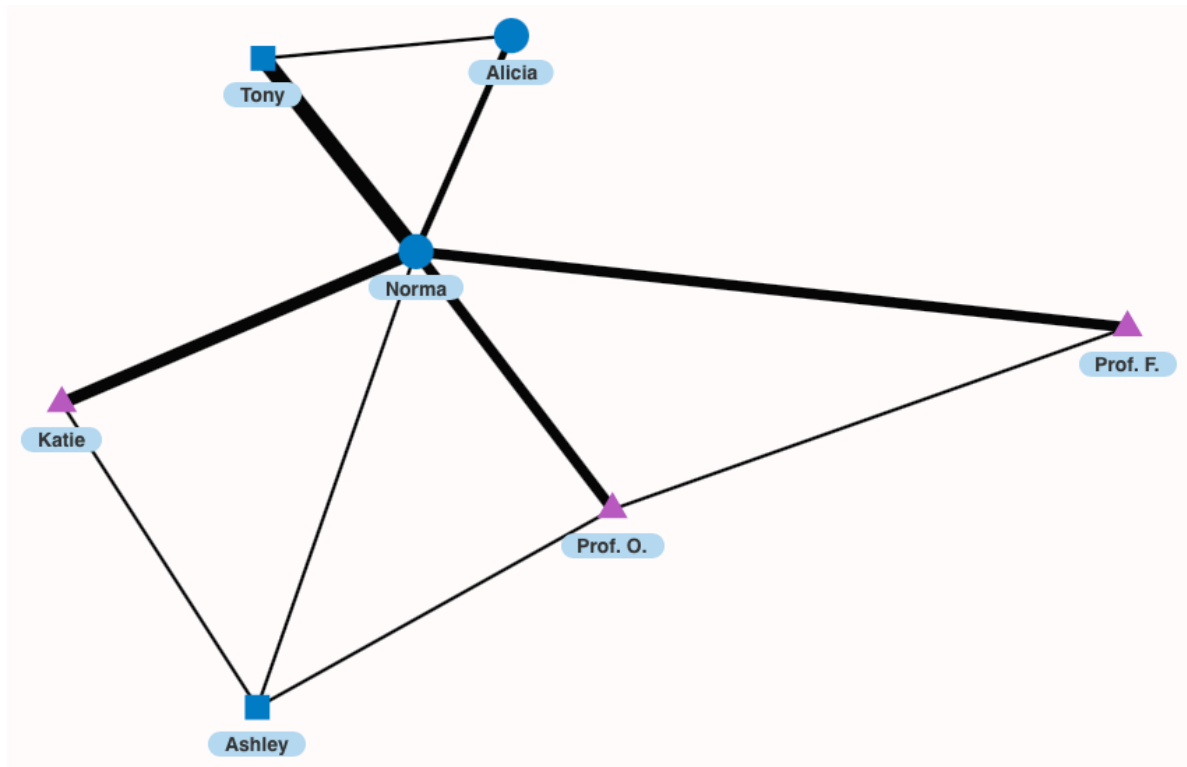 Alicia
Tony
Norma
Prof. F.
Katie
Prof. O.
Ashley